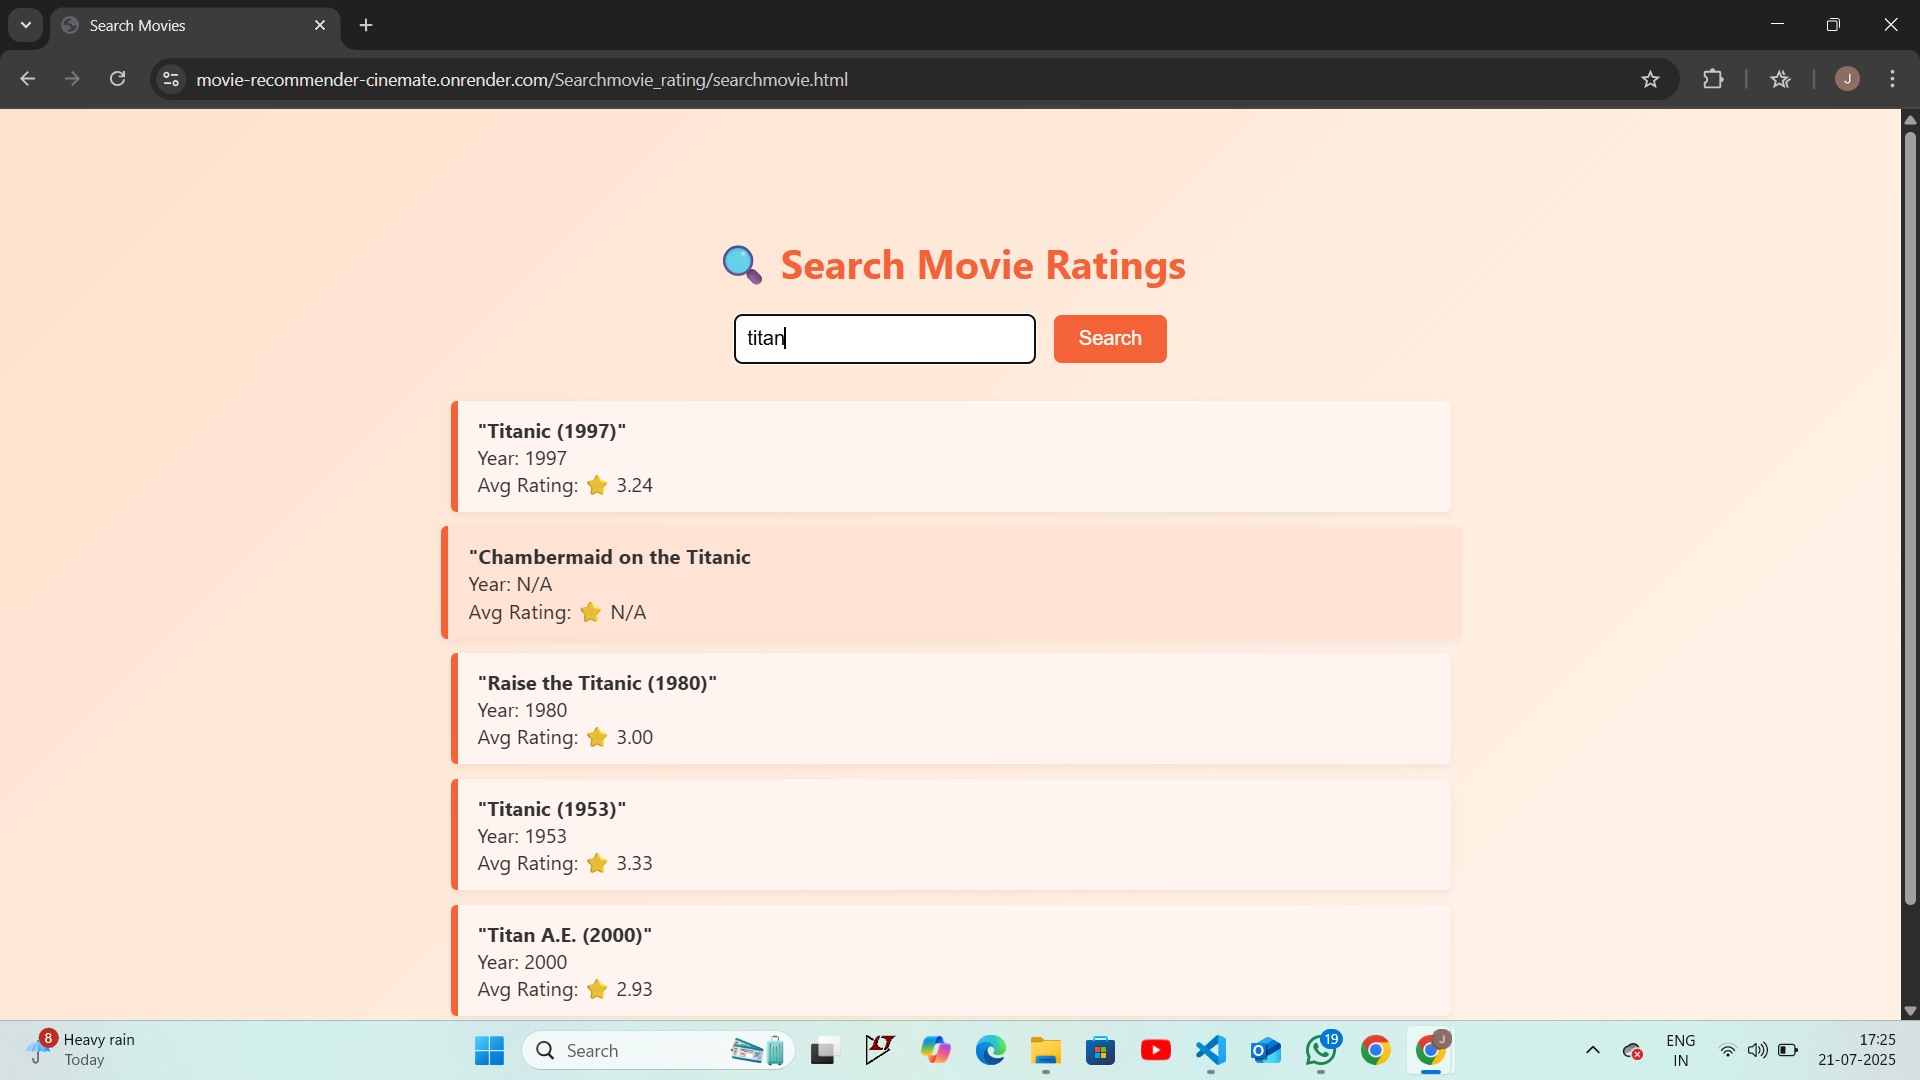 Search Movies
movie-recommender-cinemate.onrender.com/Searchmovie_rating/searchmovie.html
J
Search Movie Ratings
titan
Search
"Titanic (1997)"
Year: 1997
Avg Rating: ⭐ 3.24
"Chambermaid on the Titanic
Year: N/A
Avg Rating: ⭐ N/A
"Raise the Titanic (1980)"
Year: 1980
Avg Rating: ⭐ 3.00
"Titanic (1953)"
Year: 1953
Avg Rating: ⭐ 3.33
"Titan A.E. (2000)"
Year: 2000
Avg Rating: ⭐ 2.93
8
Heavy rain
Today
Search
19
J
ENG
IN
17:25
21-07-2025